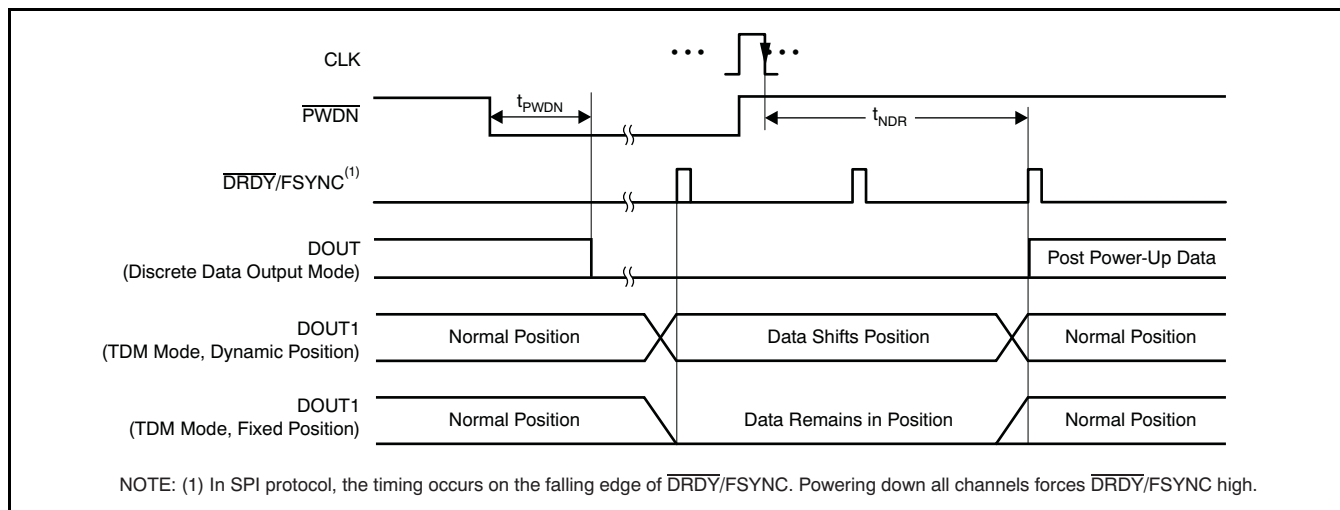 CLK
PWDN
tPWDN
tNDR
DRDY/FSYNC(1)
DOUT
(Discrete Data Output Mode)
Post Power-Up Data
DOUT1
(TDM Mode, Dynamic Position)
Normal Position
Data Shifts Position
Normal Position
DOUT1
(TDM Mode, Fixed Position)
Normal Position
Data Remains in Position
Normal Position
NOTE: (1) In SPI protocol, the timing occurs on the falling edge of DRDY/FSYNC. Powering down all channels forces DRDY/FSYNC high.